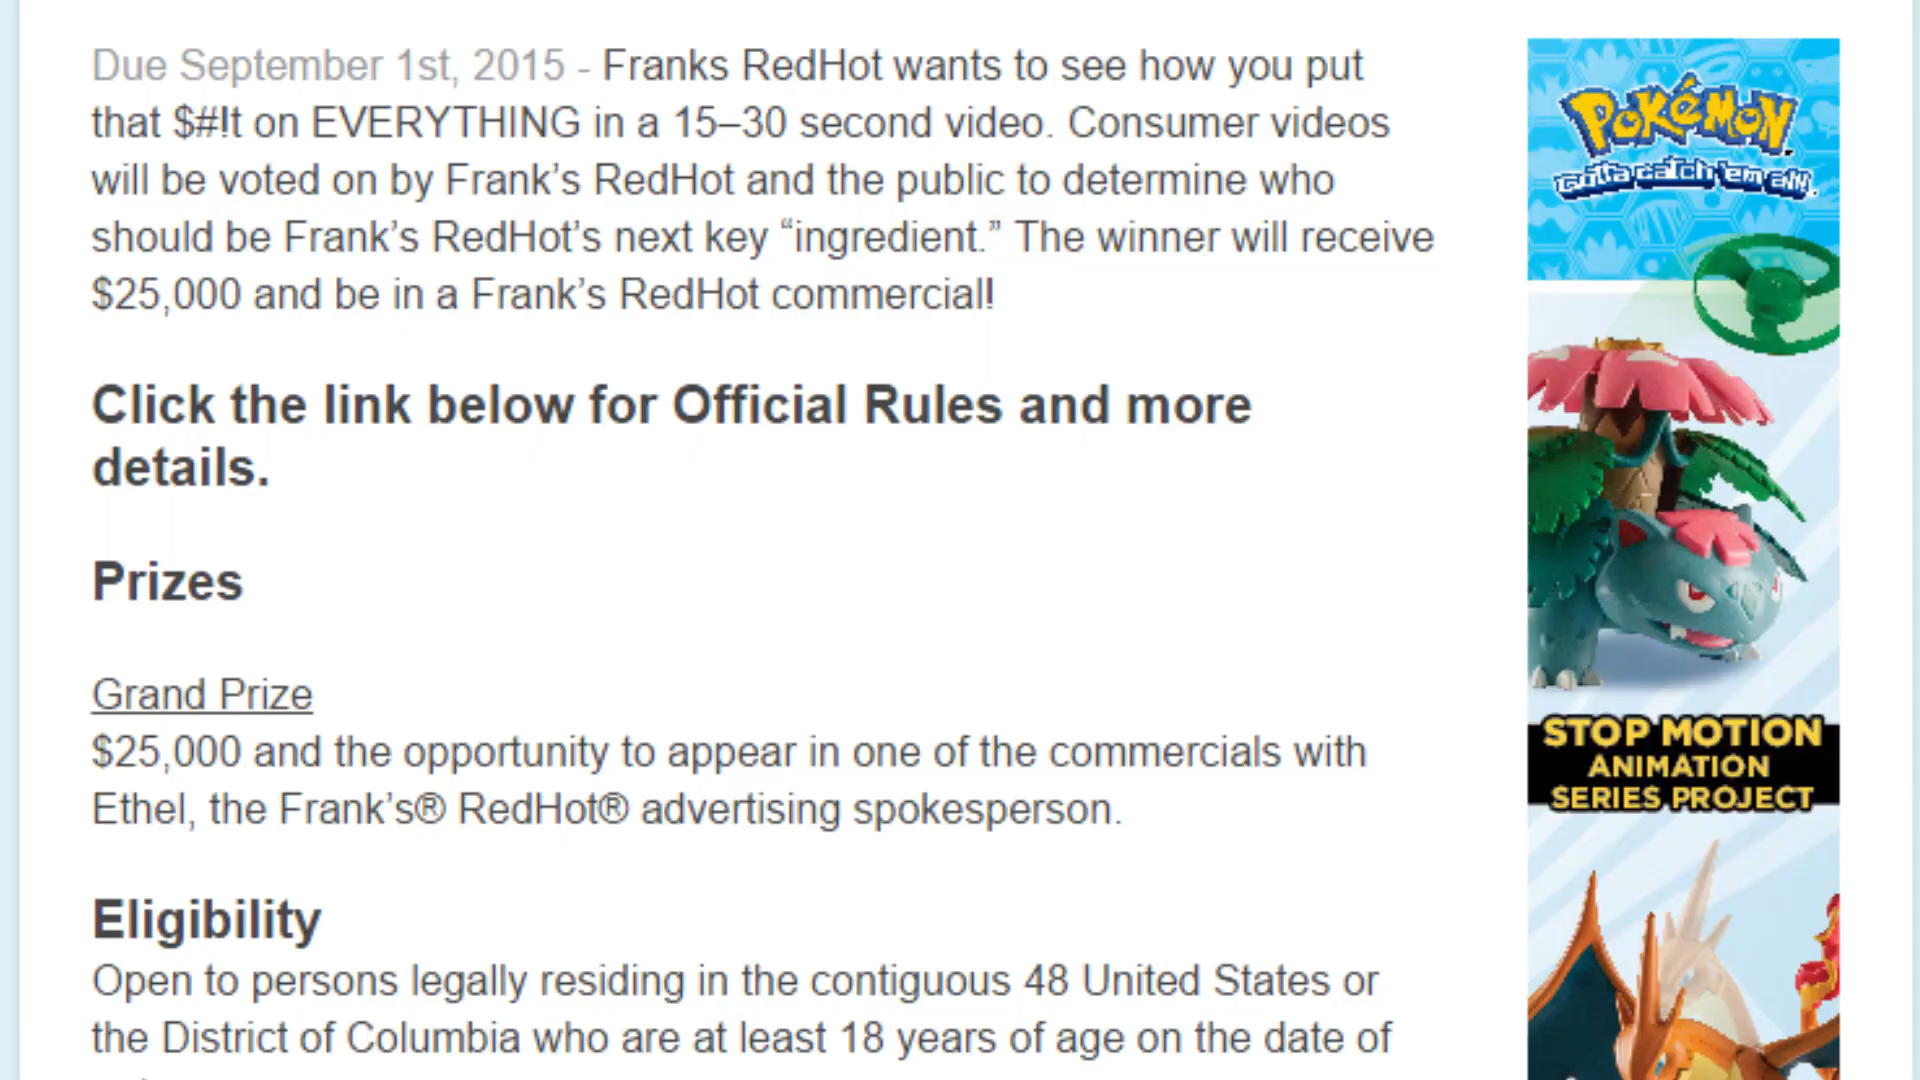 Due September 1st, 2015 - Franks RedHot wants to see how you put
that $#!t on EVERYTHING in a 15–30 second video. Consumer videos
will be voted on by Frank’s RedHot and the public to determine who
should be Frank’s RedHot’s next key “ingredient.” The winner will receive
$25,000 and be in a Frank’s RedHot commercial!
Click the link below for Official Rules and more
details.
Prizes
Grand Prize
$25,000 and the opportunity to appear in one of the commercials with
Ethel, the Frank’s® RedHot® advertising spokesperson.
Eligibility
Open to persons legally residing in the contiguous 48 United States or
the District of Columbia who are at least 18 years of age on the date of
POKéMON
Gotta catch 'em all!
STOP MOTION
ANIMATION
SERIES PROJECT